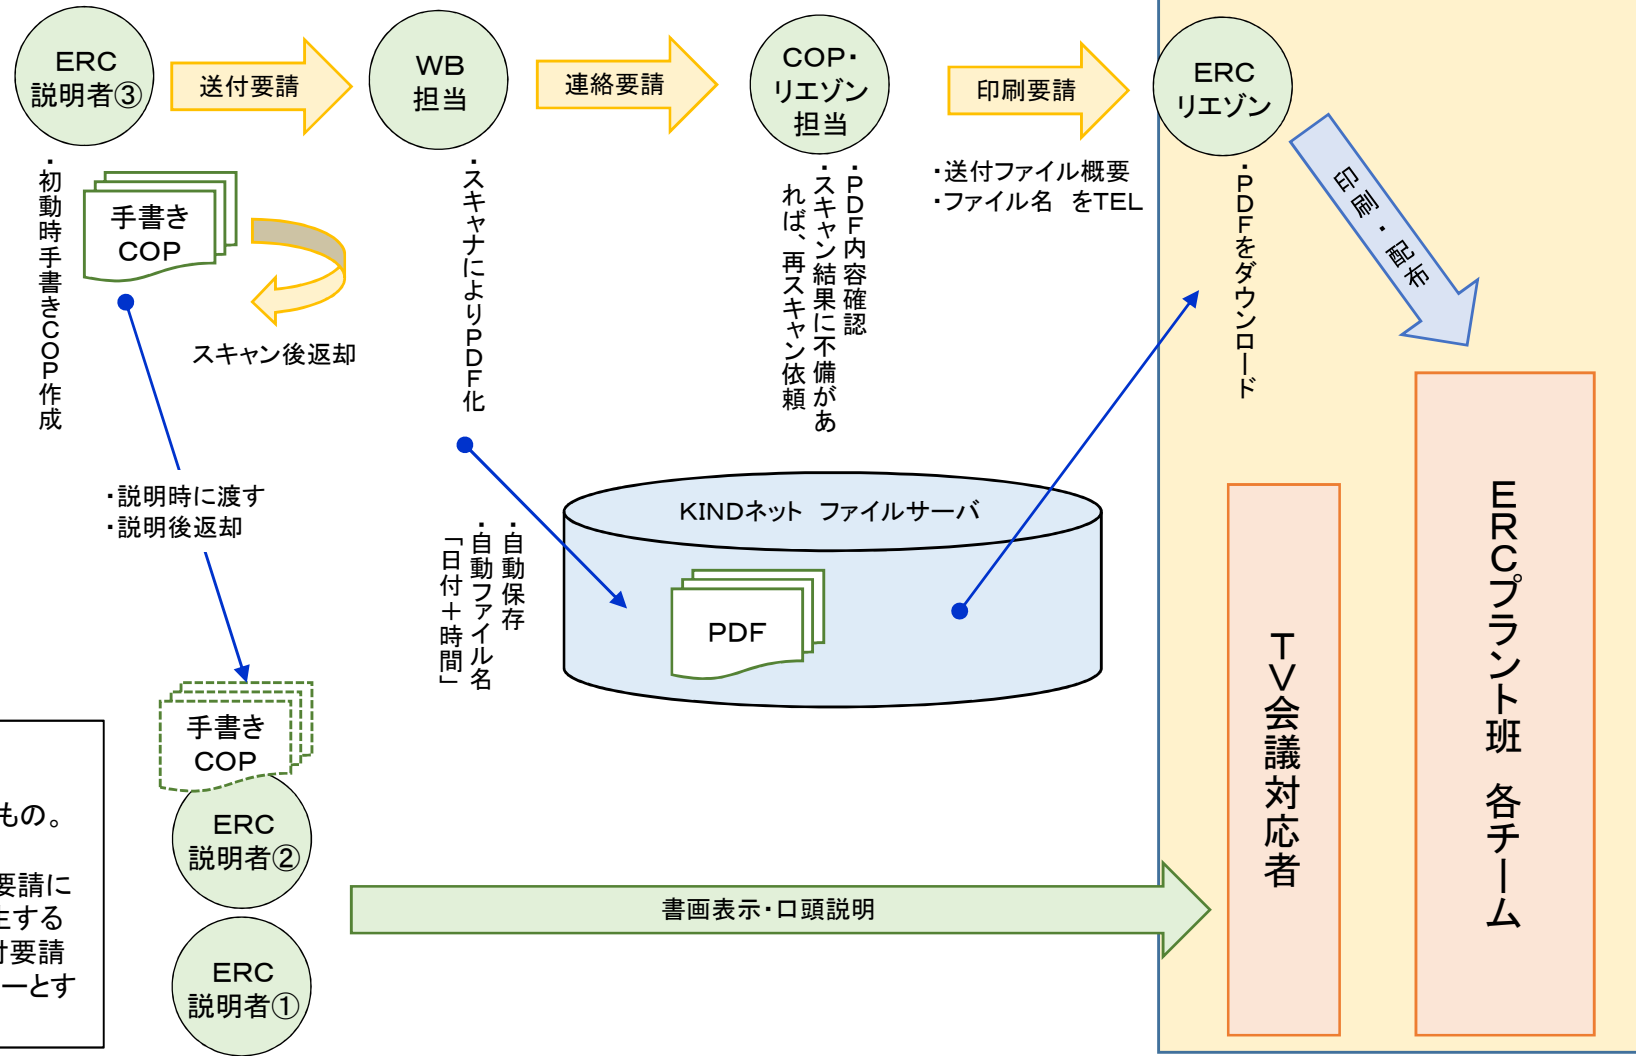 ERC
説明者③
送付要請
WB
担当
連絡要請
COP・
リエゾン
担当
印刷要請
ERC
リエゾン
・初動時手書きCOP作成
手書き
COP
スキャン後返却
・スキャナによりPDF化
・PDF内容確認
・スキャン結果に不備があ
れば、再スキャン依頼
・送付ファイル概要
・ファイル名 をTEL
・PDFをダウンロード
印刷・配布
・説明時に渡す
・説明後返却
・自動保存
・自動ファイル名
「日付+時間」
KINDネット ファイルサーバ
PDF
手書き
COP
ERC
説明者②
ERC
説明者①
書画表示・口頭説明
TV会議対応者
ERCプラント班 各チーム
もの。
要請に
生する
付要請
ーとす